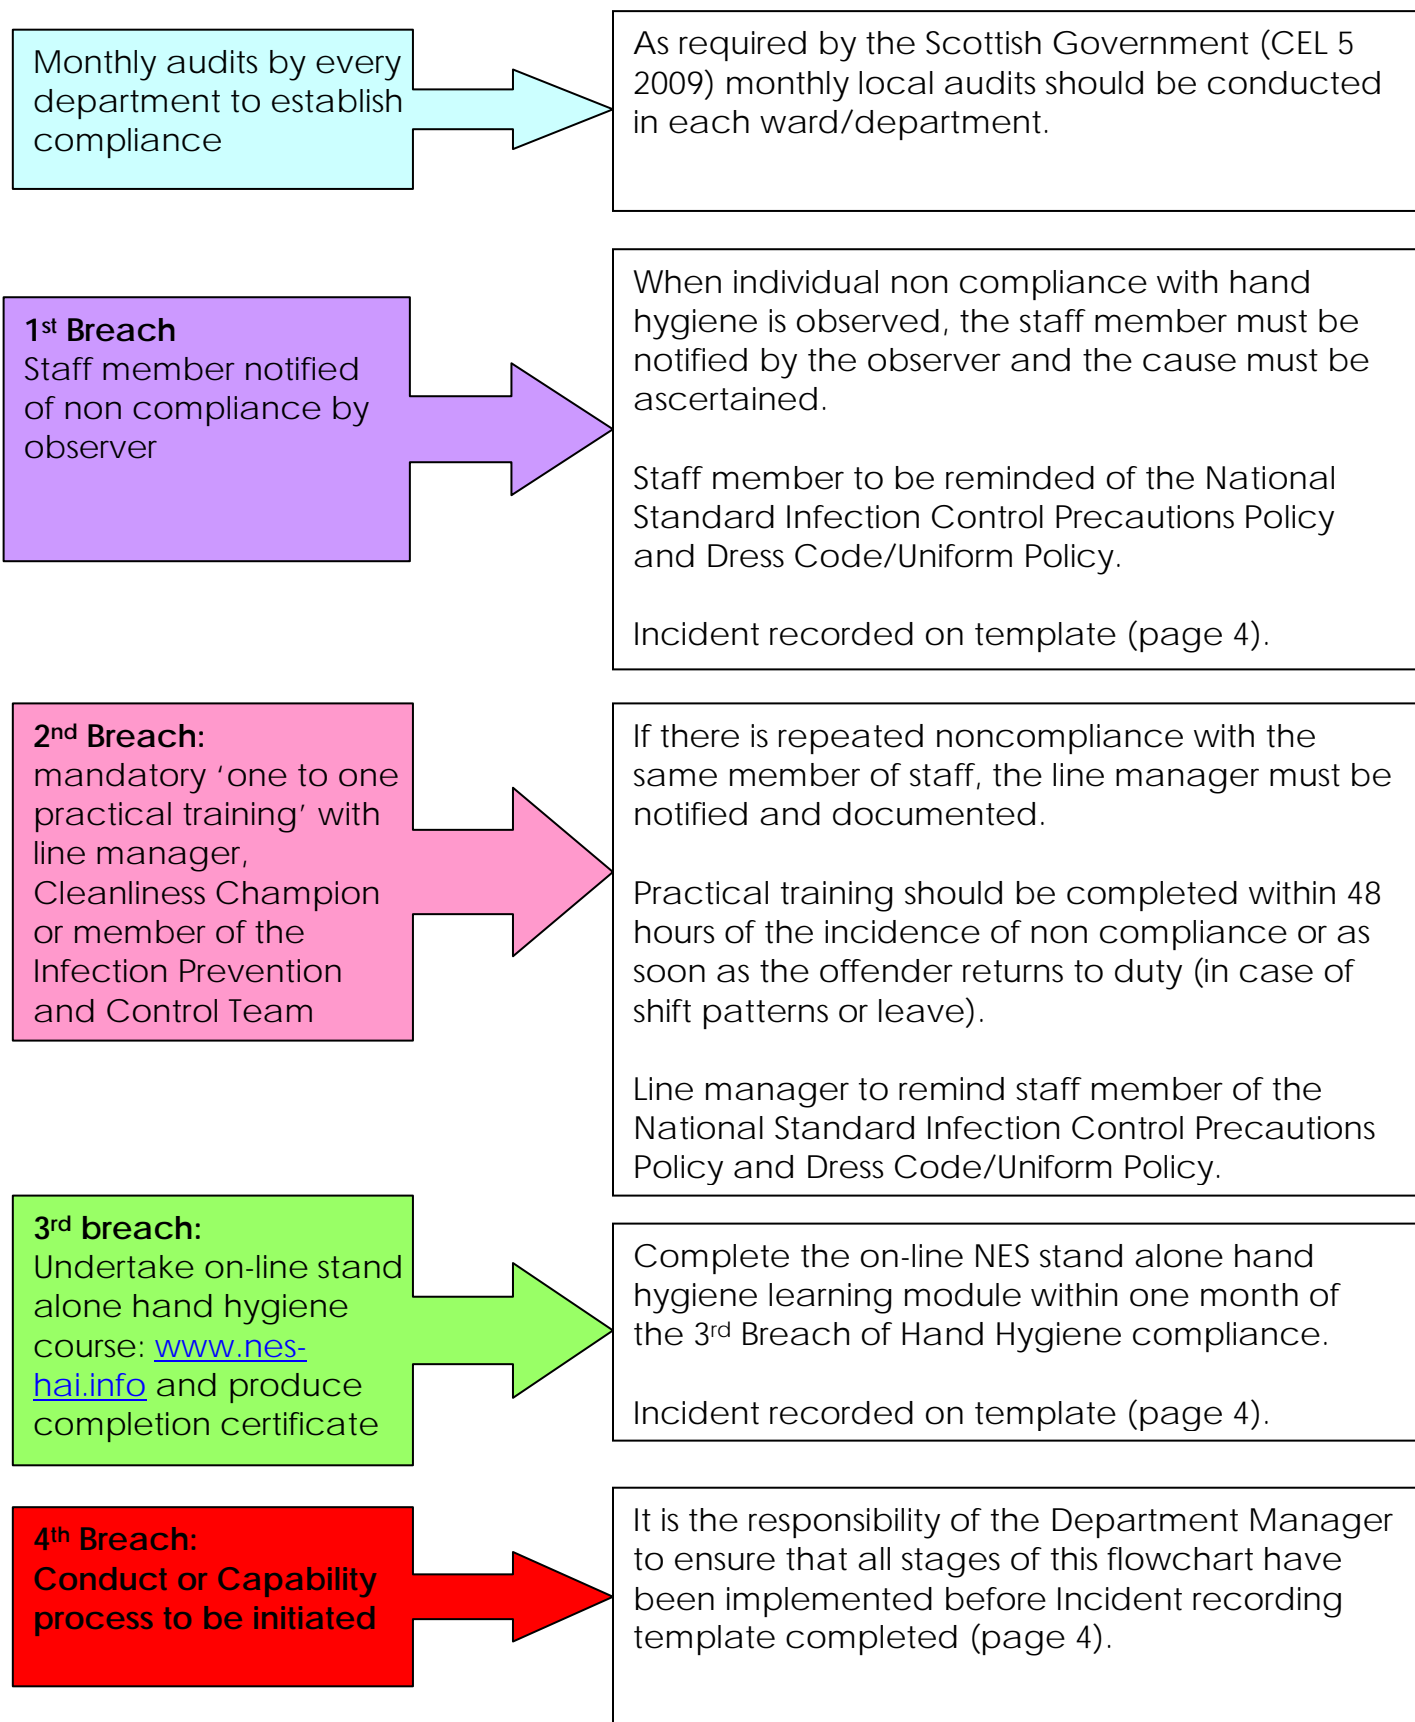 Monthly audits by every
department to establish
compliance
As required by the Scottish Government (CEL 5
2009) monthly local audits should be conducted
in each ward/department.
1st Breach
Staff member notified
of non compliance by
observer
When individual non compliance with hand
hygiene is observed, the staff member must be
notified by the observer and the cause must be
ascertained.
Staff member to be reminded of the National
Standard Infection Control Precautions Policy
and Dress Code/Uniform Policy.
Incident recorded on template (page 4).
2nd Breach:
mandatory ‘one to one
practical training’ with
line manager,
Cleanliness Champion
or member of the
Infection Prevention
and Control Team
If there is repeated noncompliance with the
same member of staff, the line manager must be
notified and documented.
Practical training should be completed within 48
hours of the incidence of non compliance or as
soon as the offender returns to duty (in case of
shift patterns or leave).
Line manager to remind staff member of the
National Standard Infection Control Precautions
Policy and Dress Code/Uniform Policy.
3rd breach:
Undertake on-line stand
alone hand hygiene
course: www.nes-
hai.info and produce
completion certificate
Complete the on-line NES stand alone hand
hygiene learning module within one month of
the 3rd Breach of Hand Hygiene compliance.
Incident recorded on template (page 4).
4th Breach:
Conduct or Capability
process to be initiated
It is the responsibility of the Department Manager
to ensure that all stages of this flowchart have
been implemented before Incident recording
template completed (page 4).